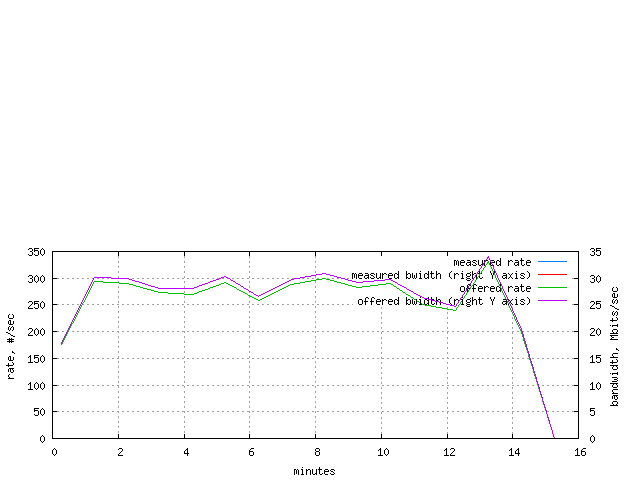 350
300
250
200
150
100
50
0
rate, #/sec
measured rate
measured bwidth (right Y axis)
offered rate
offered bwidth (right Y axis)
35
30
25
20
15
10
5
0
bandwidth, Mbits/sec
0 2 4 6 8 10 12 14 16
minutes